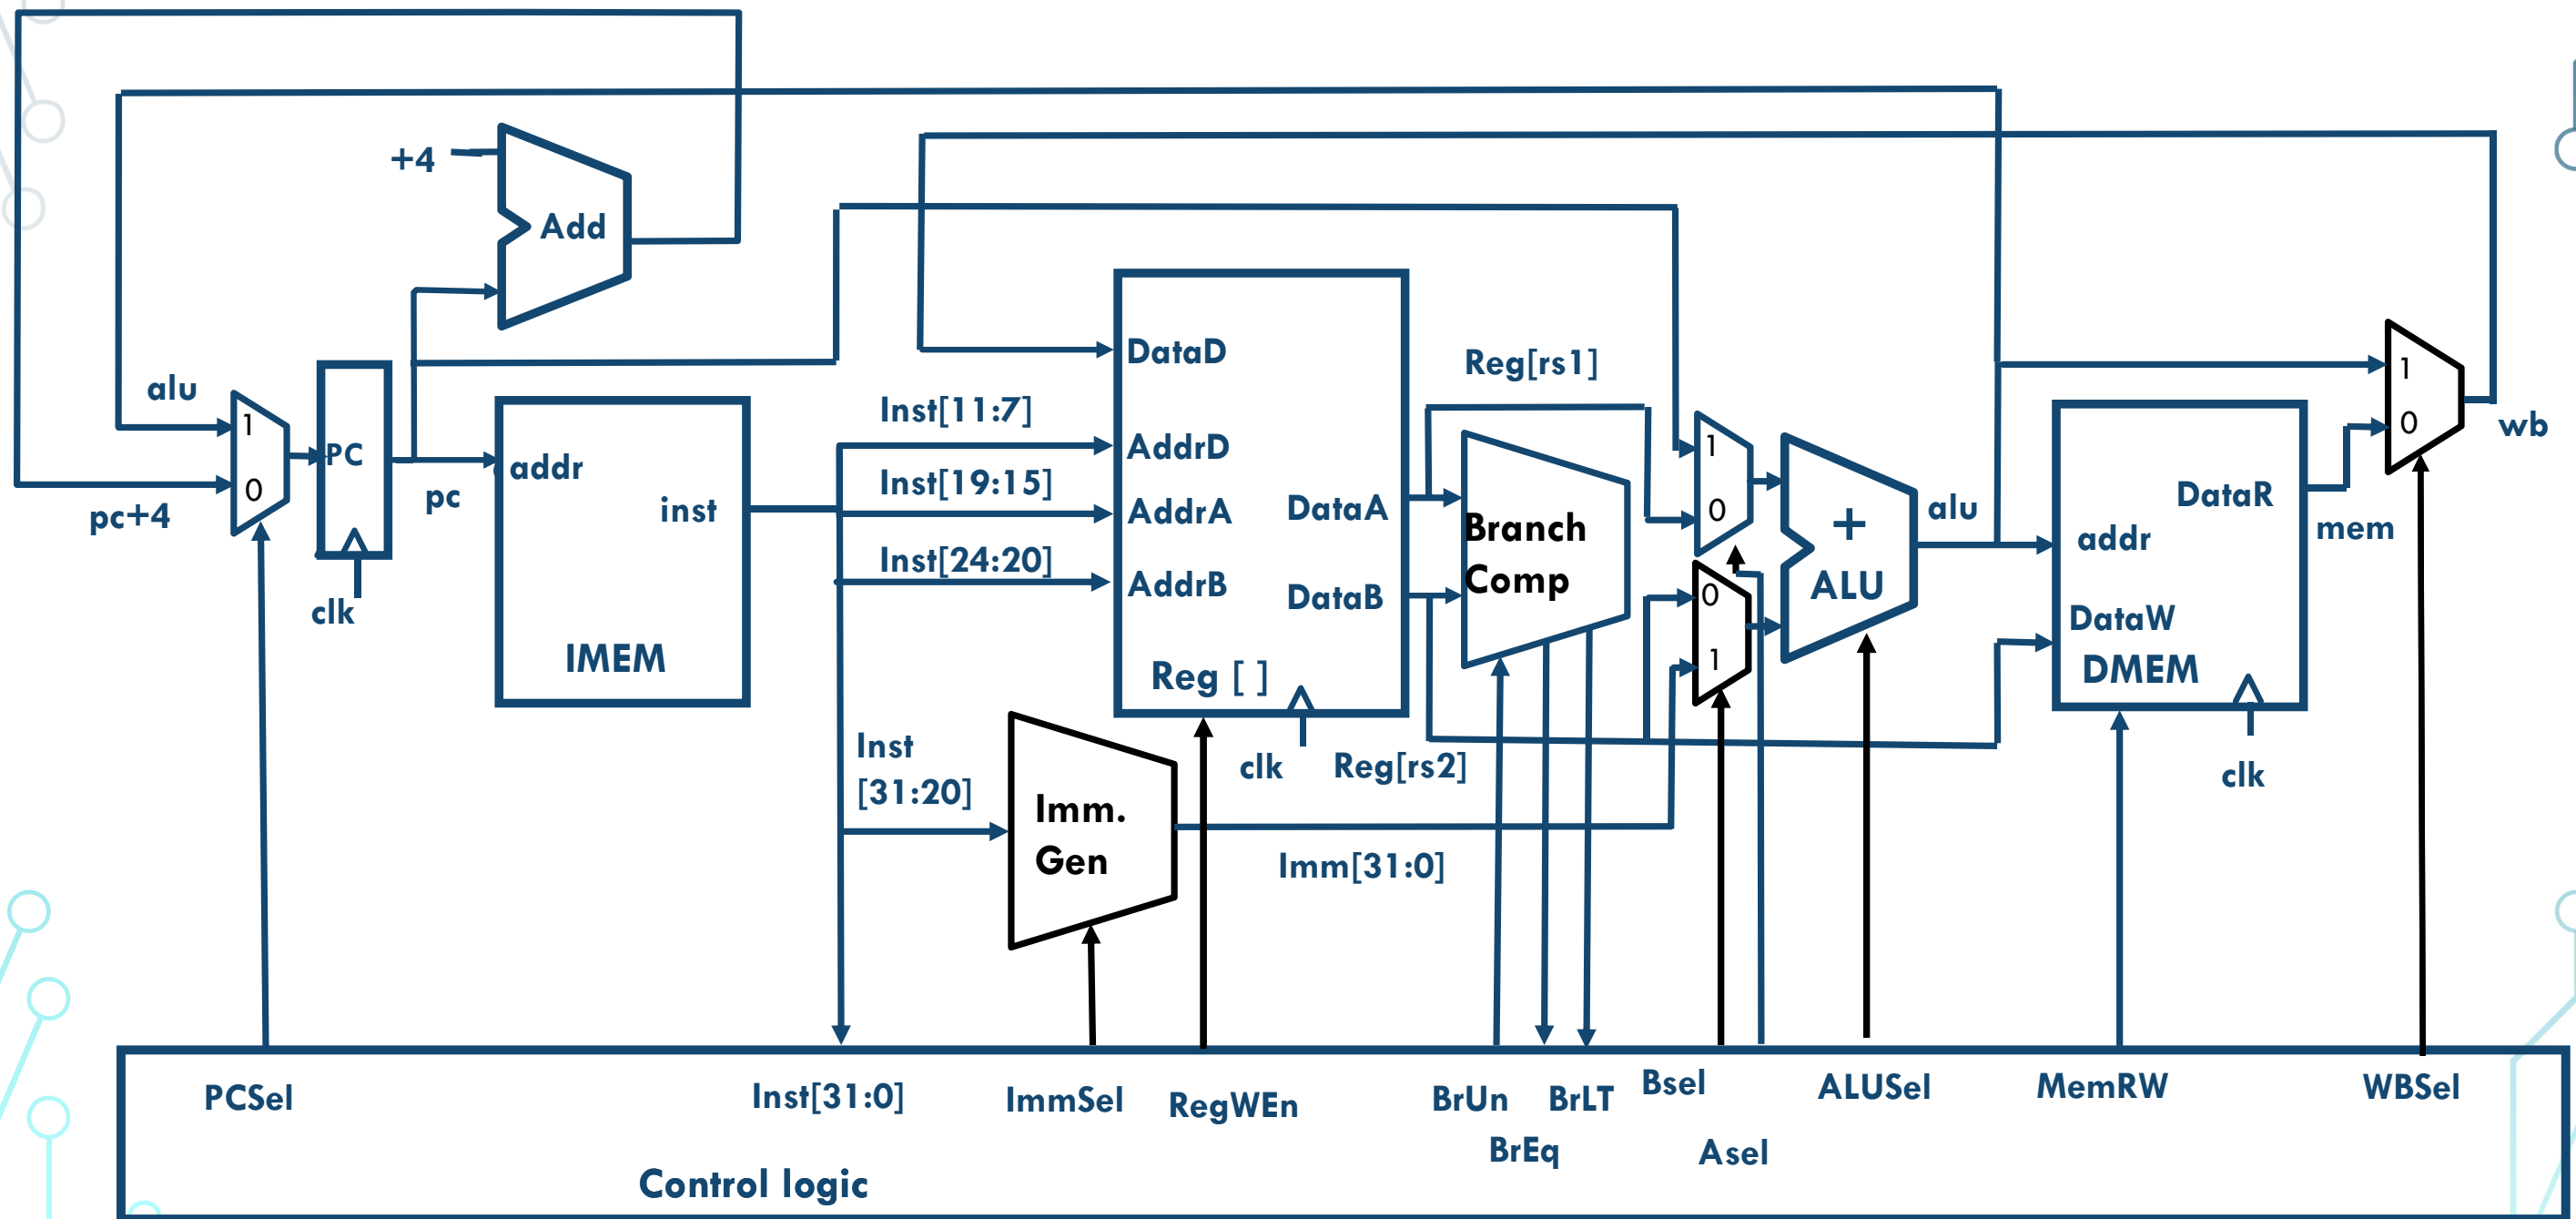 +4
Add
alu
1
0
pc+4
PC
clk
pc
addr
inst
IMEM
Inst[11:7]
Inst[19:15]
Inst[24:20]
Inst
[31:20]
DataD
AddrD
AddrA
AddrB
DataA
DataB
Reg [ ]
clk
Imm.
Gen
Imm[31:0]
Reg[rs1]
Reg[rs2]
Branch
Comp
1
0
0
1
+
ALU
alu
addr
DataR
DataW
DMEM
clk
mem
1
0
wb
PCSel
Inst[31:0]
ImmSel
RegWEn
BrUn
BrEq
BrLT
Bsel
Asel
ALUSel
MemRW
WBSel
Control logic